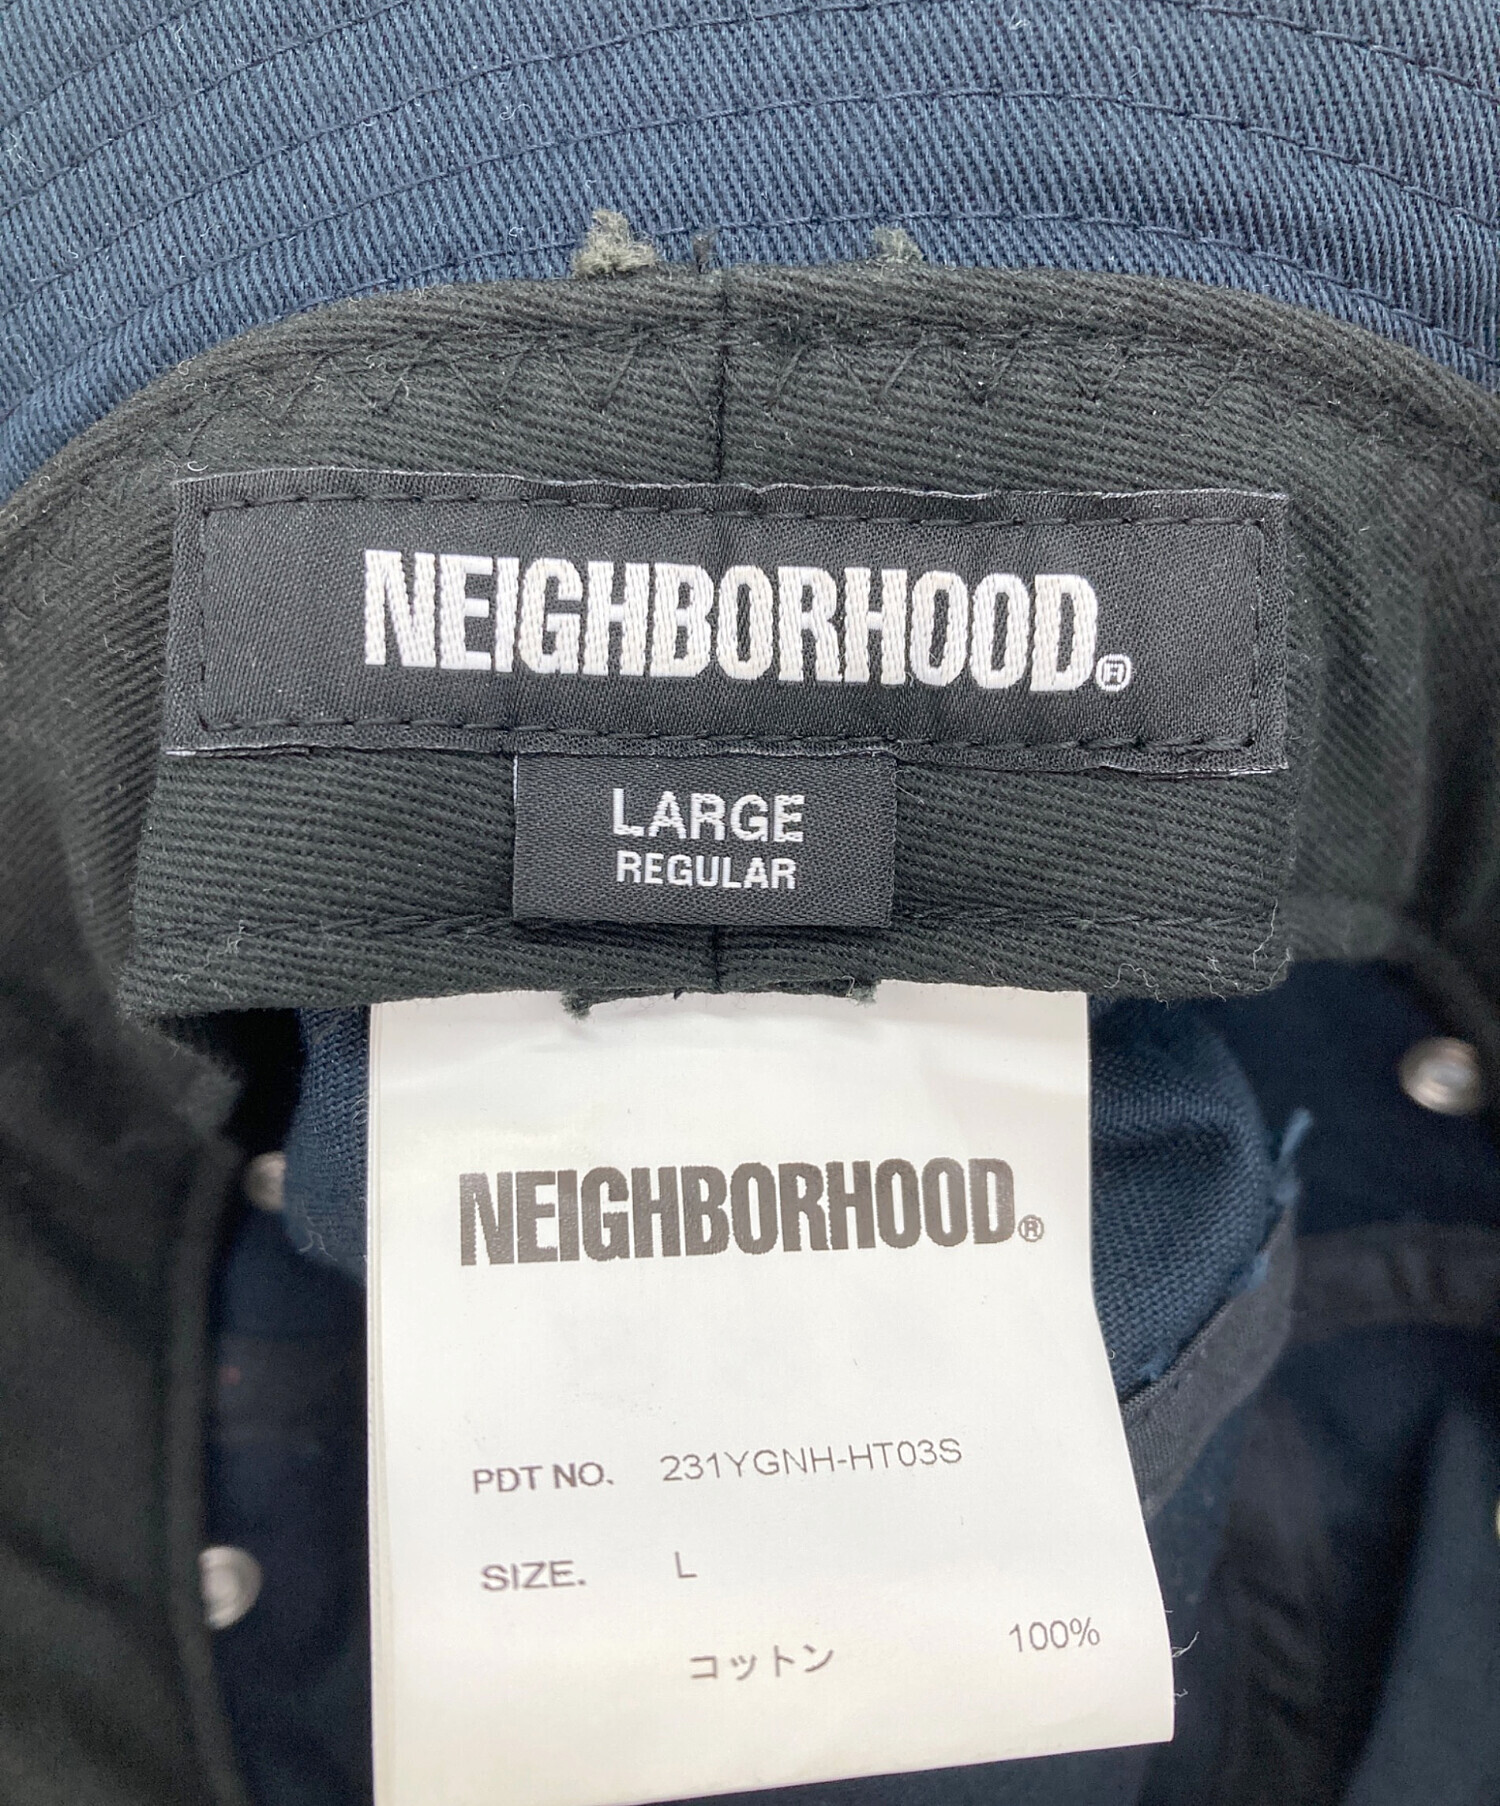 NEIGHBORHOOD®
LARGE
REGULAR
NEIGHBORHOOD®
PDT NO. 231YGNH-HT03S
SIZE. L
コットン 100%